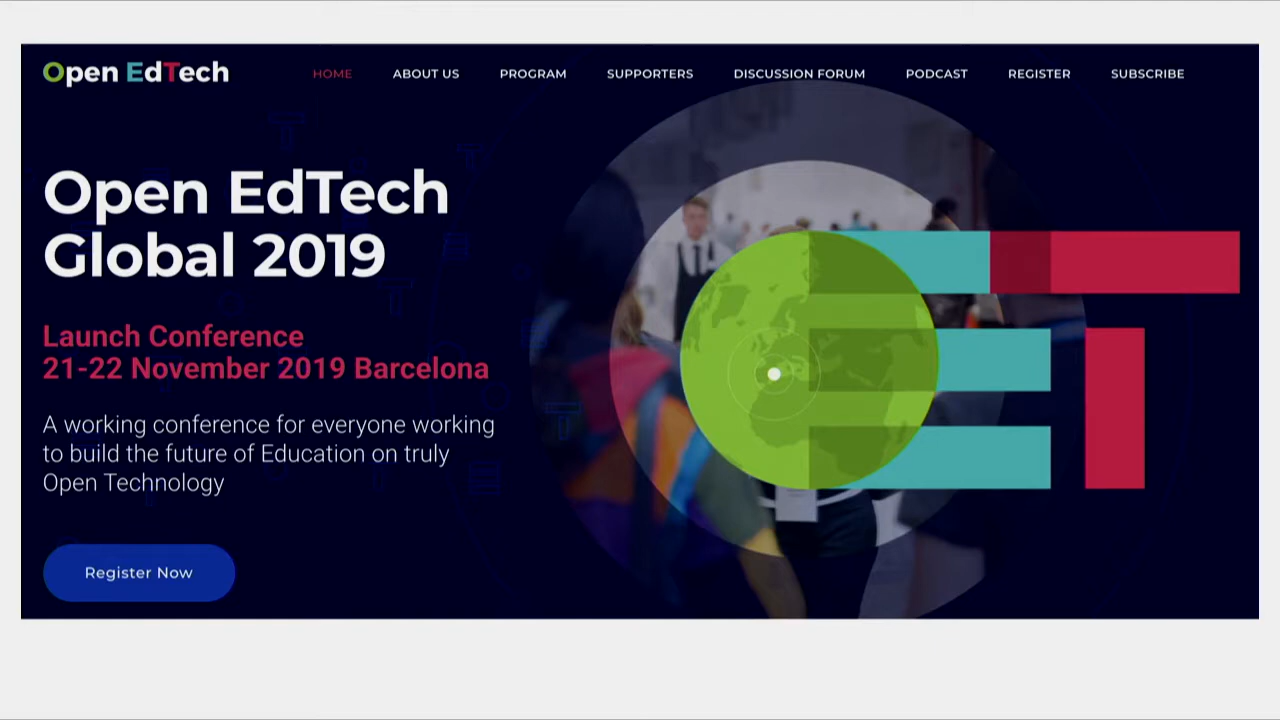 Open EdTech
HOME ABOUT US PROGRAM SUPPORTERS DISCUSSION FORUM PODCAST REGISTER SUBSCRIBE
Open EdTech
Global 2019
Launch Conference
21-22 November 2019 Barcelona
A working conference for everyone working
to build the future of Education on truly
Open Technology
Register Now